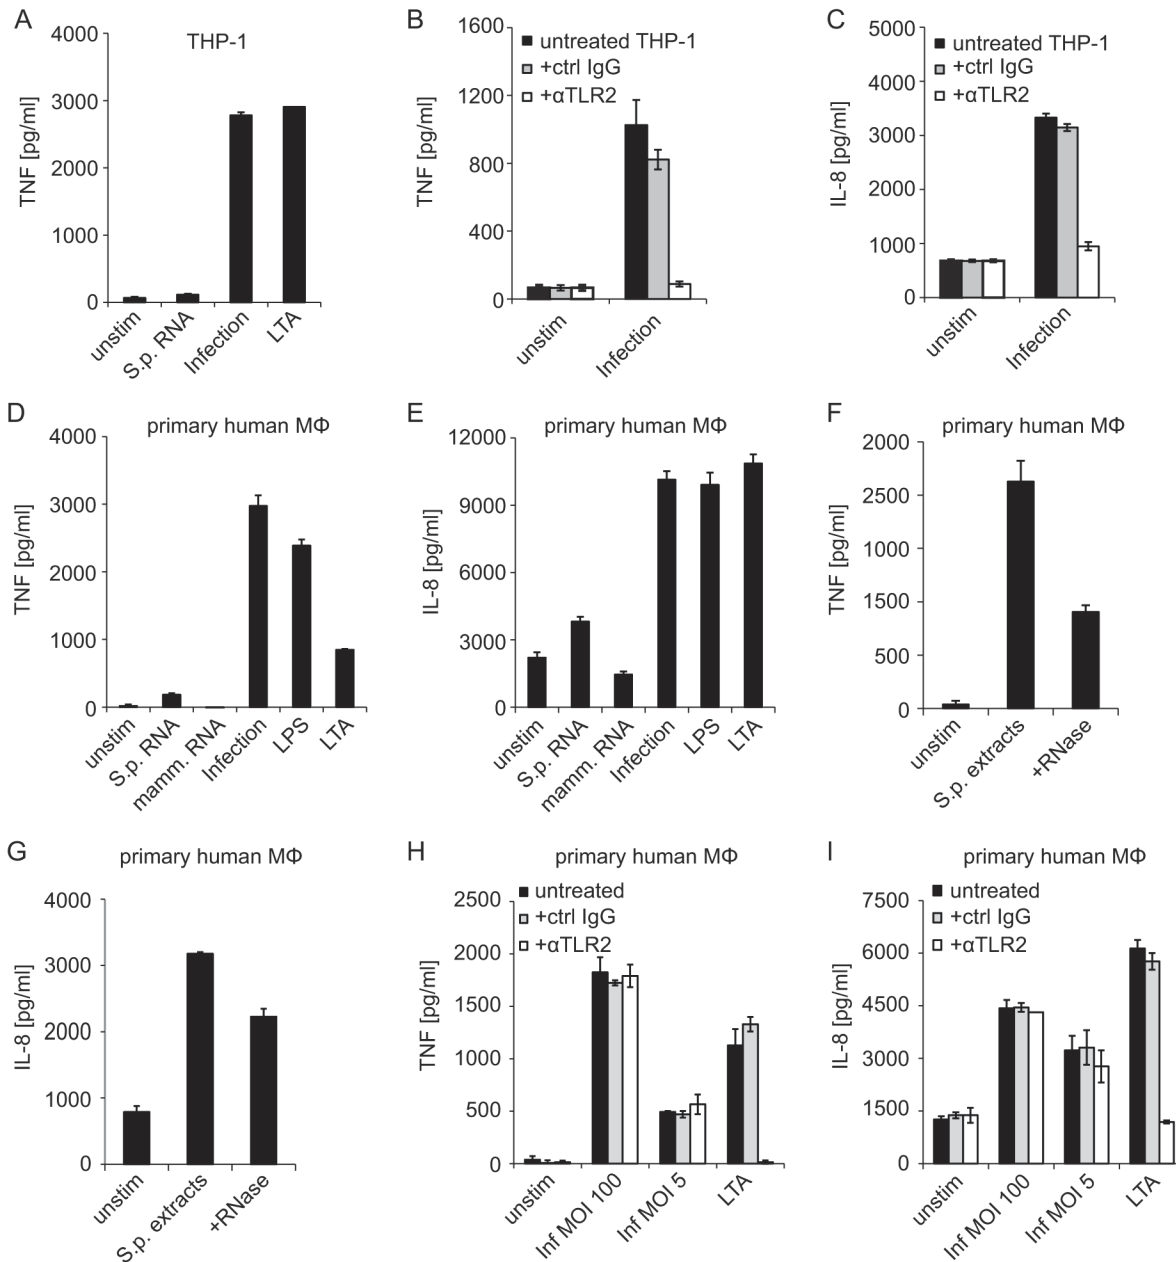 A
THP-1
TNF [pg/ml]
4000
3000
2000
1000
0
unstim
S.p. RNA
Infection
LTA
B
untreated THP-1
+ctrl IgG
+αTLR2
TNF [pg/ml]
1600
1200
800
400
0
unstim
Infection
C
untreated THP-1
+ctrl IgG
+αTLR2
IL-8 [pg/ml]
5000
4000
3000
2000
1000
0
unstim
Infection
D
primary human MΦ
TNF [pg/ml]
4000
3000
2000
1000
0
unstim
S.p. RNA
mamm. RNA
Infection
LPS
LTA
E
primary human MΦ
IL-8 [pg/ml]
12000
9000
6000
3000
0
unstim
S.p. RNA
mamm. RNA
Infection
LPS
LTA
F
primary human MΦ
TNF [pg/ml]
2000
2500
1000
1500
500
0
unstim
S.p. extracts
+RNase
G
primary human MΦ
IL-8 [pg/ml]
4000
3000
2000
1000
0
unstim
S.p. extracts
+RNase
H
primary human MΦ
untreated
+ctrl IgG
+αTLR2
TNF [pg/ml]
2500
2000
1500
1000
500
0
unstim
Inf MOI 100
Inf MOI 5
LTA
I
primary human MΦ
untreated
+ctrl IgG
+αTLR2
IL-8 [pg/ml]
7500
6000
4500
3000
1500
0
unstim
Inf MOI 100
Inf MOI 5
LTA